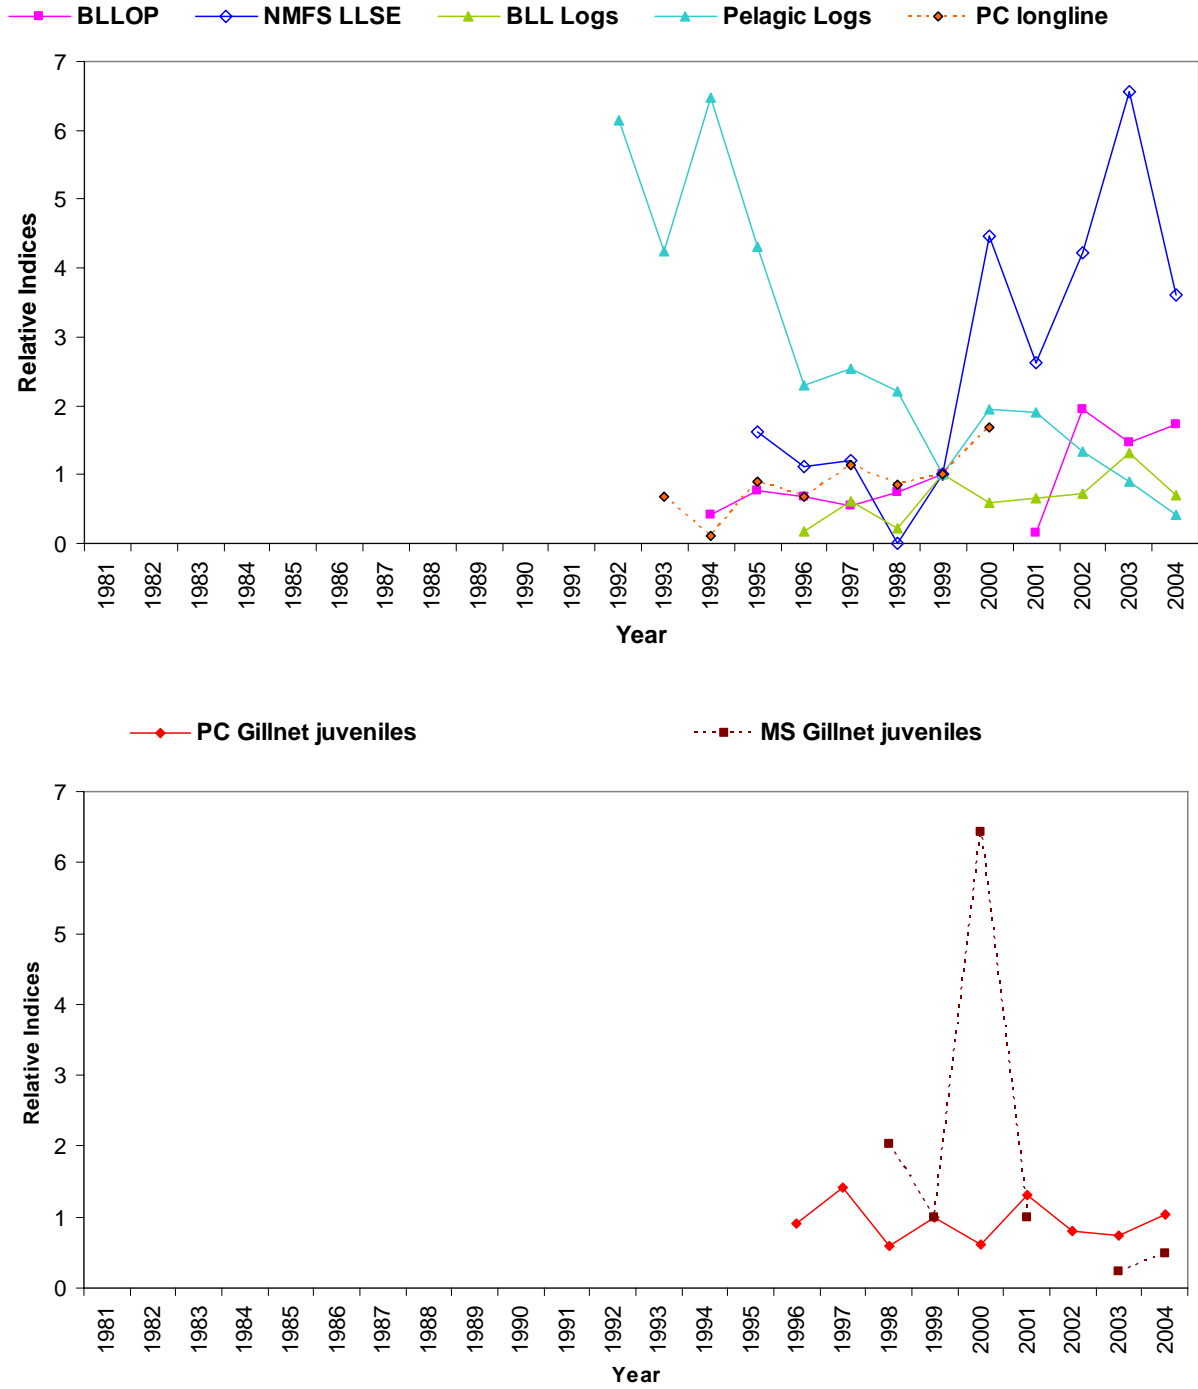 BLLOP NMFS LLSE BLL Logs Pelagic Logs PC longline
7
6
5
4
3
2
1
0
Relative Indices
1981 1982 1983 1984 1985 1986 1987 1988 1989 1990 1991 1992 1993 1994 1995 1996 1997 1998 1999 2000 2001 2002 2003 2004
Year
PC Gillnet juveniles MS Gillnet juveniles
7
6
5
4
3
2
1
0
Relative Indices
1981 1982 1983 1984 1985 1986 1987 1988 1989 1990 1991 1992 1993 1994 1995 1996 1997 1998 1999 2000 2001 2002 2003 2004
Year